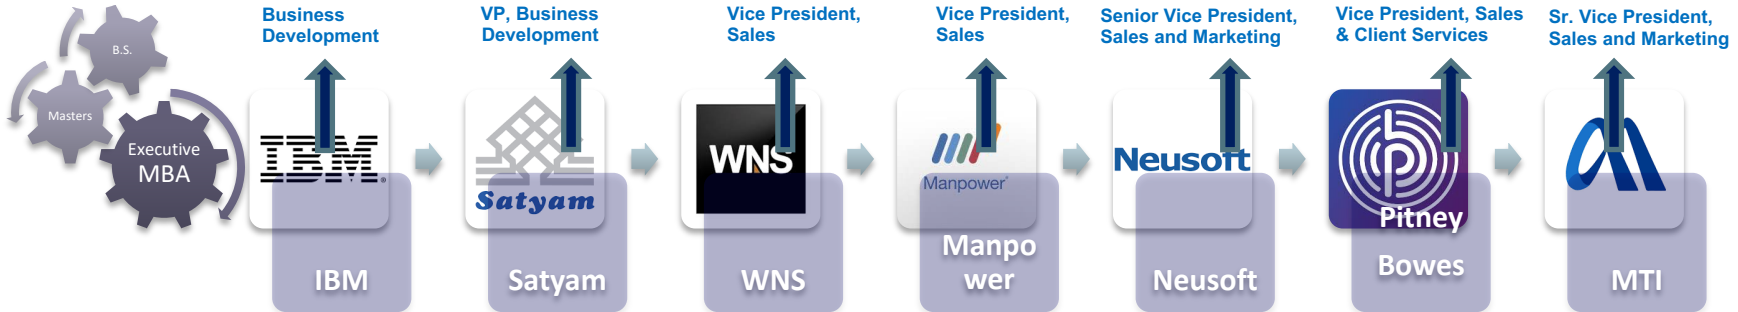 B.S.
Masters
Executive
MBA
Business
Development
IBM
IBM
VP, Business
Development
Satyam
Satyam
Vice President,
Sales
WNS
WNS
Vice President,
Sales
Manpower
Manpo
wer
Senior Vice President,
Sales and Marketing
Neusoft
Neusoft
Vice President, Sales
& Client Services
Pitney
Bowes
Sr. Vice President,
Sales and Marketing
MTI